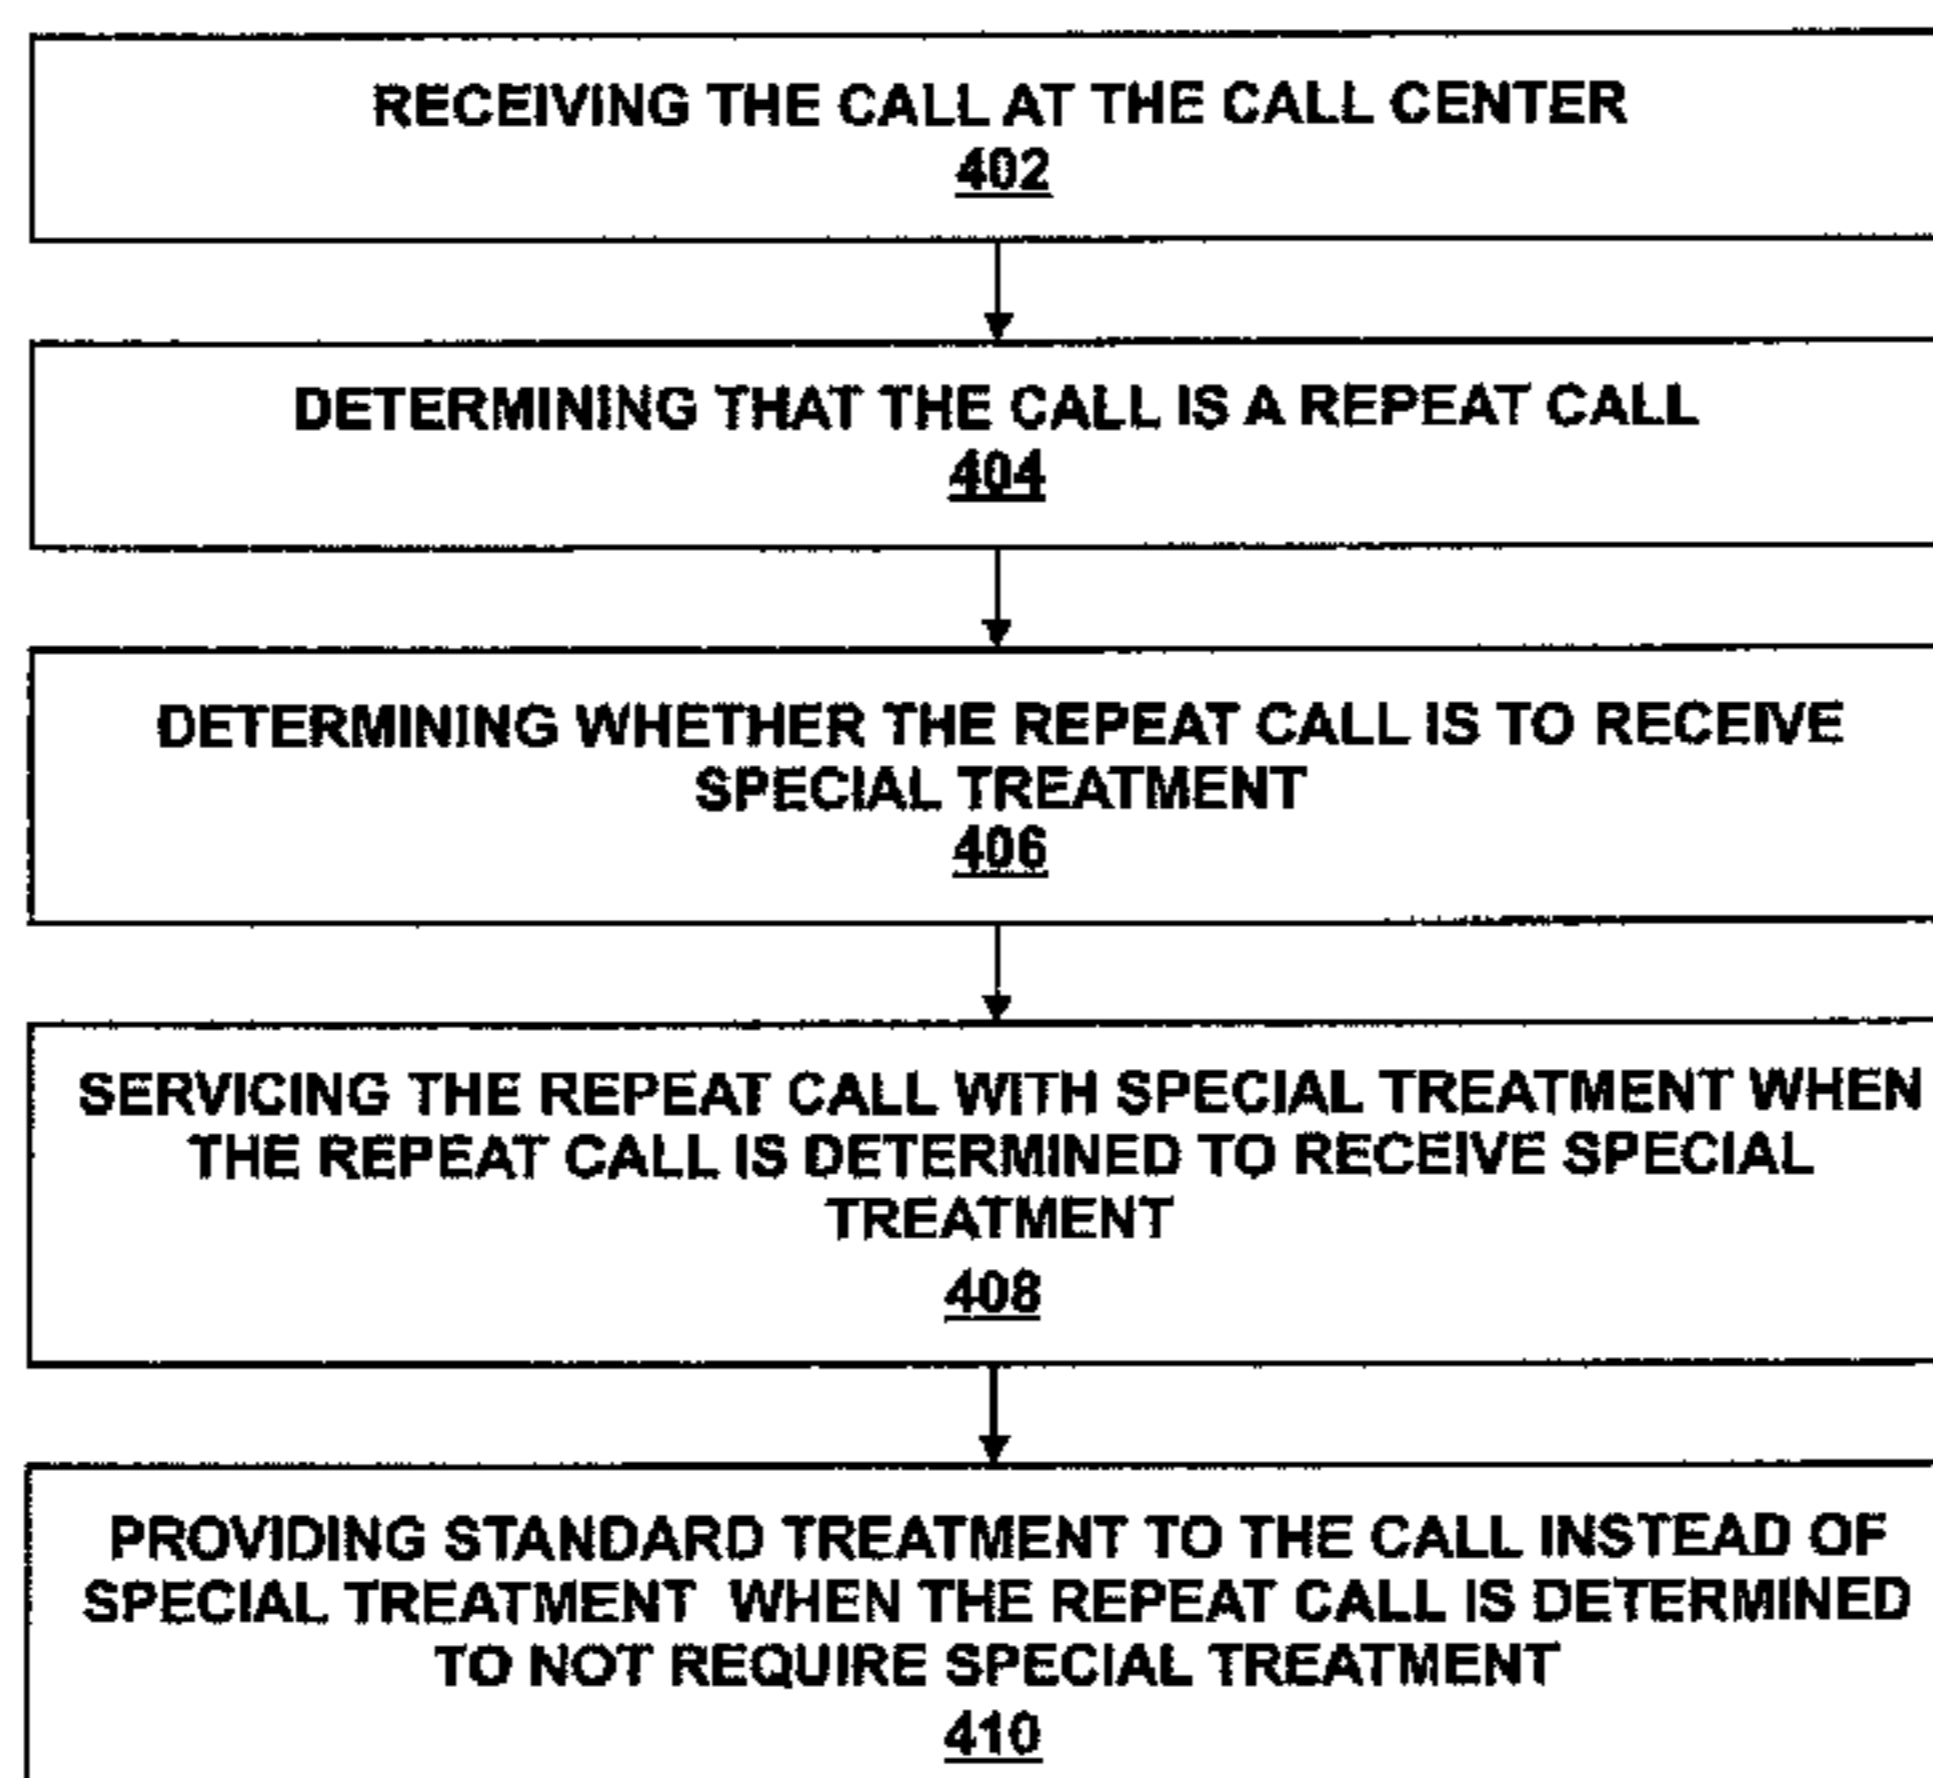 RECEIVING THE CALL AT THE CALL CENTER
402
DETERMINING THAT THE CALL IS A REPEAT CALL
404
DETERMINING WHETHER THE REPEAT CALL IS TO RECEIVE
SPECIAL TREATMENT
406
SERVICING THE REPEAT CALL WITH SPECIAL TREATMENT WHEN
THE REPEAT CALL IS DETERMINED TO RECEIVE SPECIAL
TREATMENT
408
PROVIDING STANDARD TREATMENT TO THE CALL INSTEAD OF
SPECIAL TREATMENT WHEN THE REPEAT CALL IS DETERMINED
TO NOT REQUIRE SPECIAL TREATMENT
410